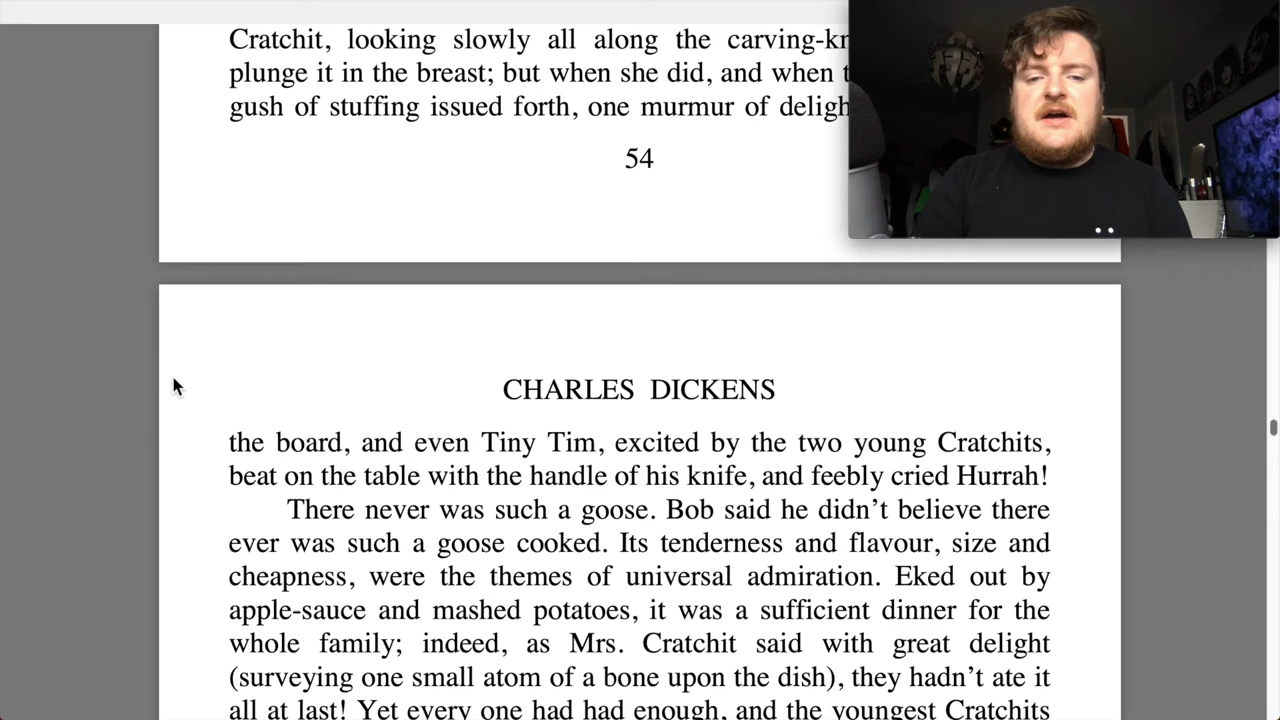 Cratchit, looking slowly all along the
plunge it in the breast; but when she did, and when
gush of stuffing issued forth, one murmur of
54
CHARLES DICKENS
the board, and even Tiny Tim, excited by the two young Cratchits,
beat on the table with the handle of his knife, and feebly cried Hurrah!
There never was such a goose. Bob said he didn’t believe there
ever was such a goose cooked. Its tenderness and flavour, size and
cheapness, were the themes of universal admiration. Eked out by
apple-sauce and mashed potatoes, it was a sufficient dinner for the
whole family; indeed, as Mrs. Cratchit said with great delight
(surveying one small atom of a bone upon the dish), they hadn’t ate it
all at last! Yet every one had had enough, and the youngest Cratchits